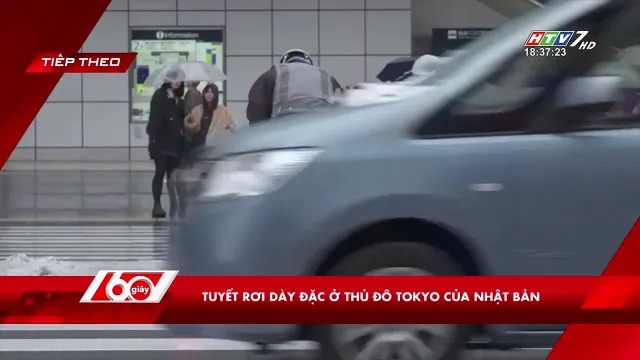 TIẾP THEO
Information
HTV7 HD
18:37:23
60 giây
TUYẾT RƠI DÀY ĐẶC Ở THỦ ĐÔ TOKYO CỦA NHẬT BẢN